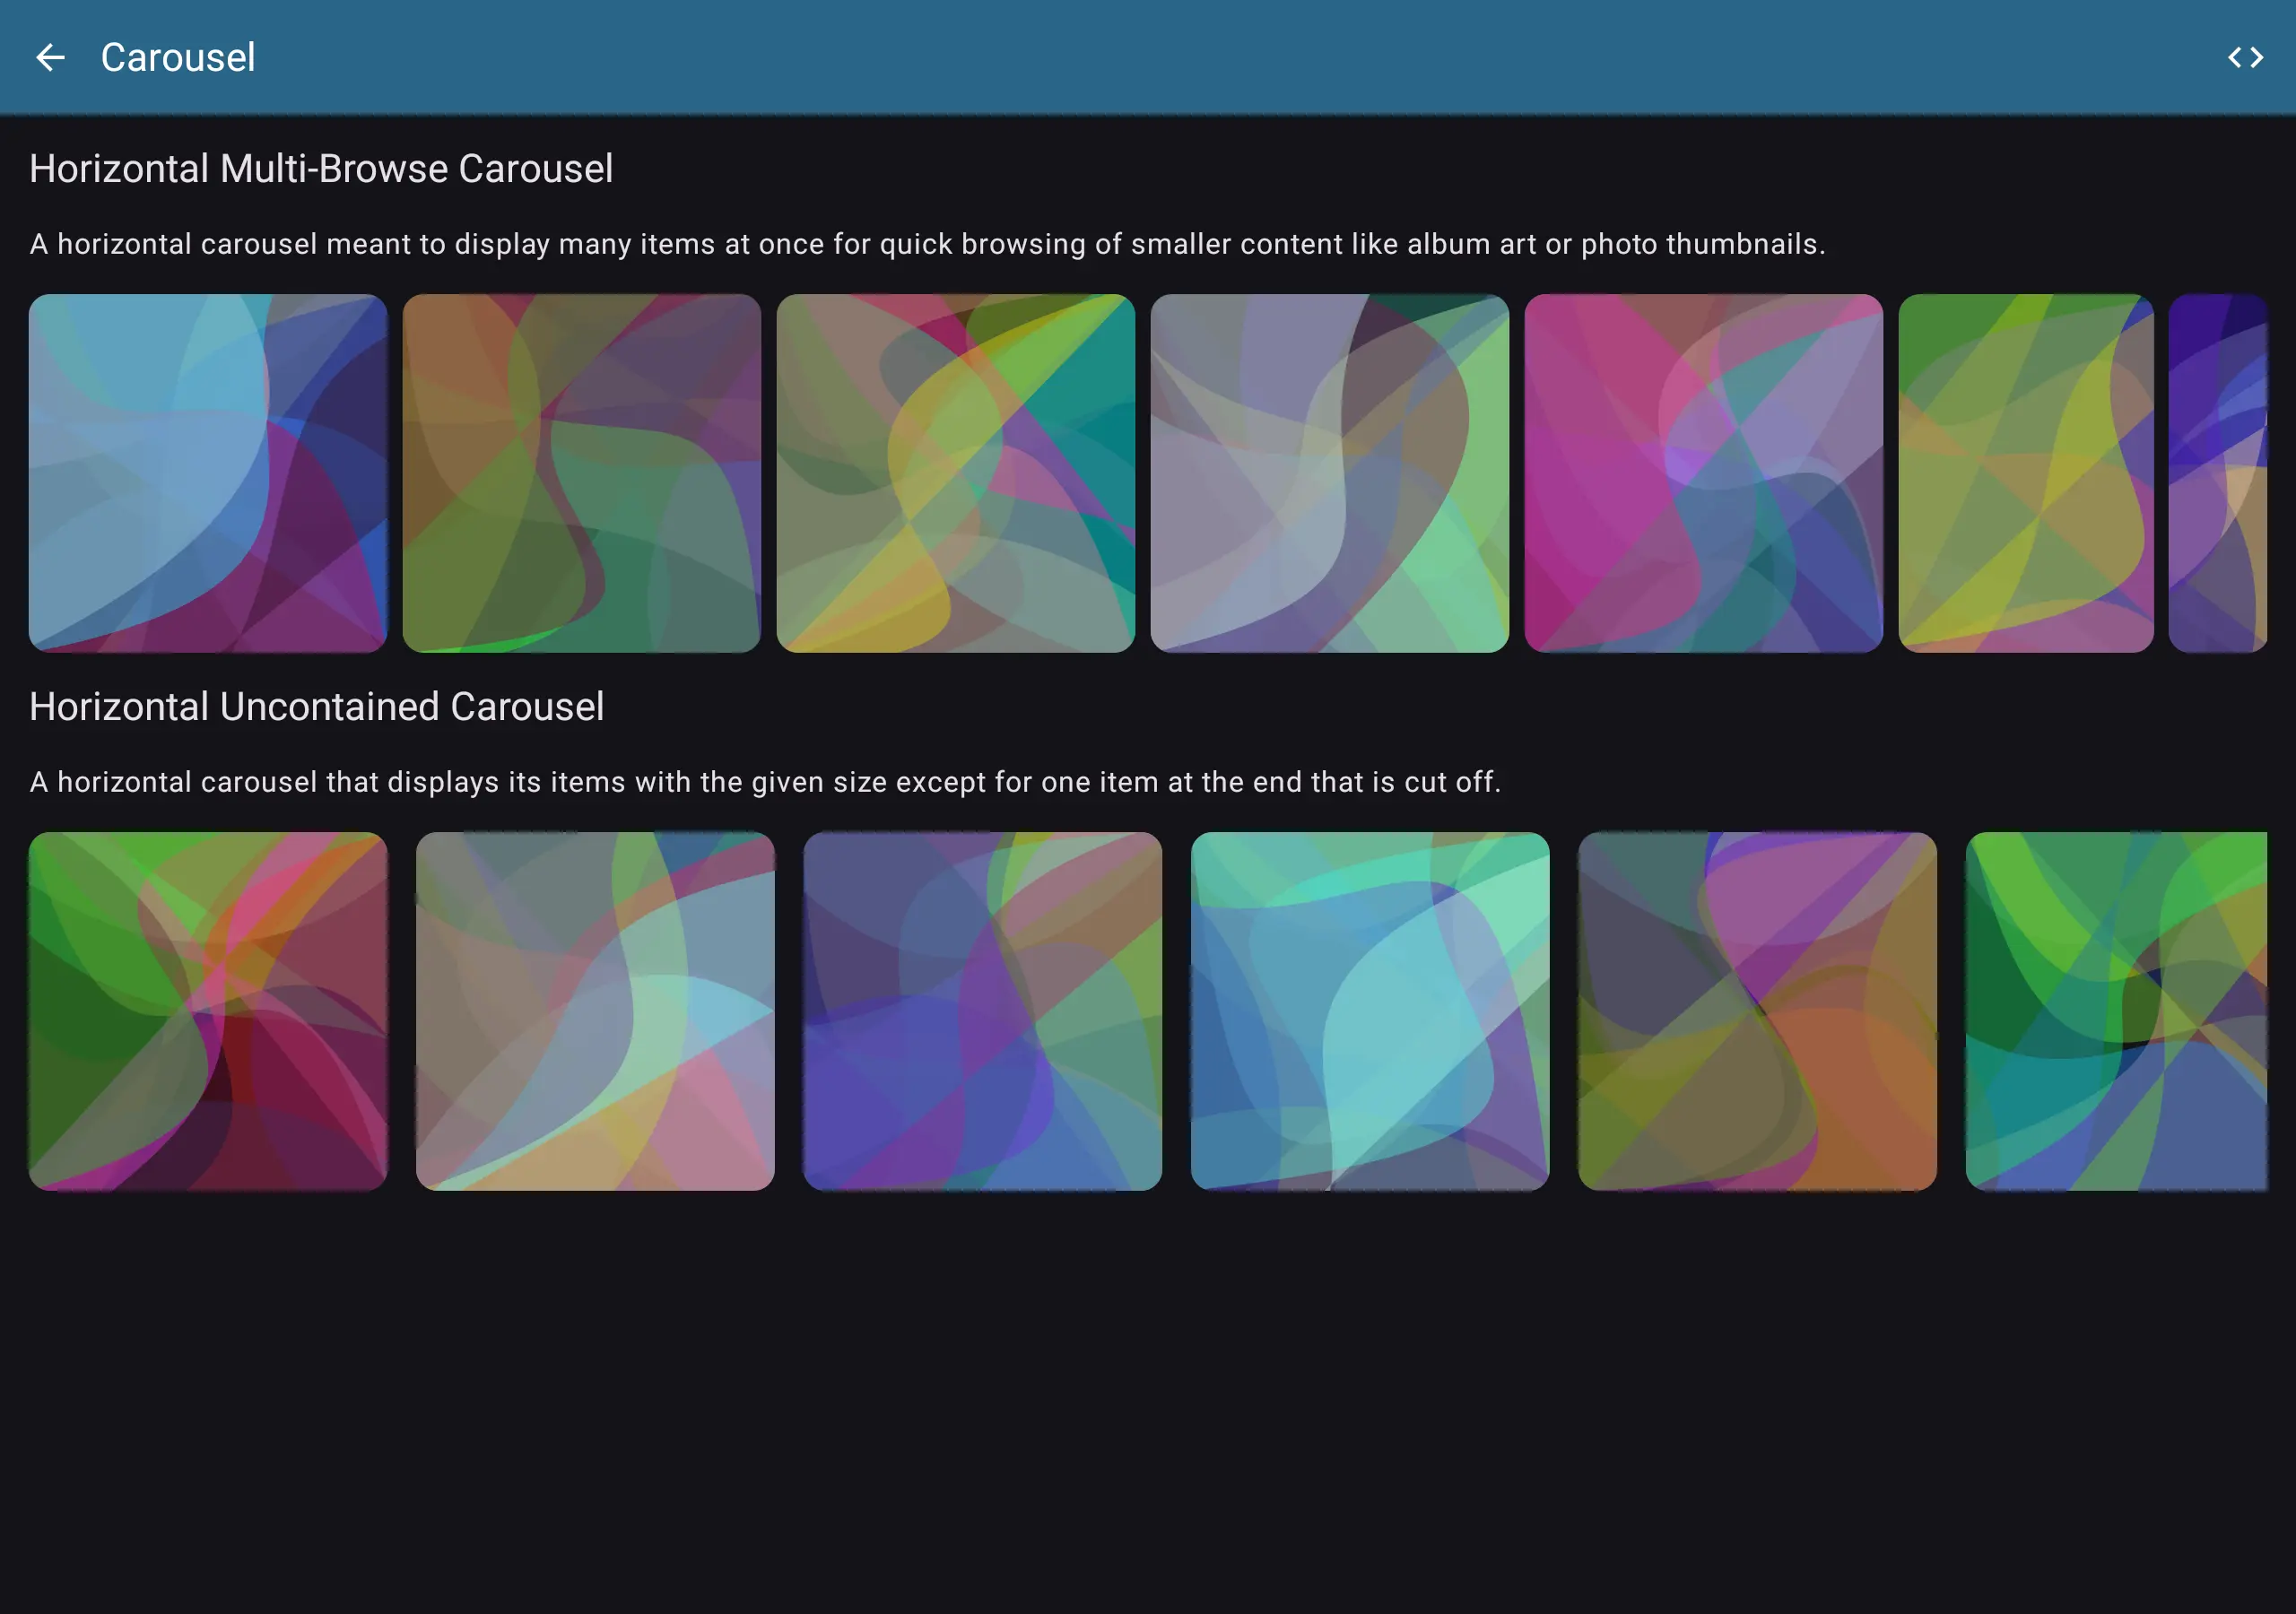 Carousel
Horizontal Multi-Browse Carousel
A horizontal carousel meant to display many items at once for quick browsing of smaller content like album art or photo thumbnails.
Horizontal Uncontained Carousel
A horizontal carousel that displays its items with the given size except for one item at the end that is cut off.